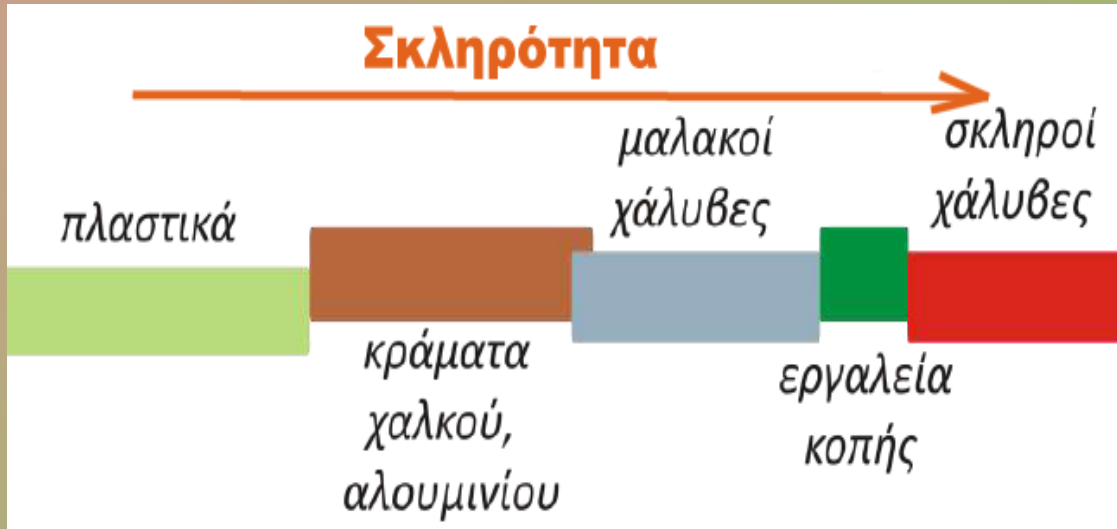 Σκληρότητα
πλαστικά
κράματα
χαλκού,
αλουμινίου
μαλακοί
χάλυβες
εργαλεία
κοπής
σκληροί
χάλυβες